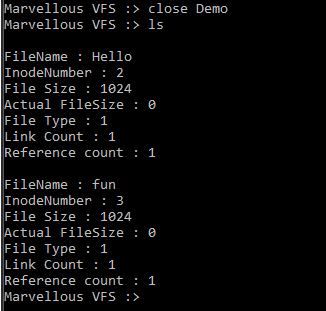 Marvellous VFS :> close Demo
Marvellous VFS :> ls
FileName : Hello
InodeNumber : 2
File Size : 1024
Actual FileSize : 0
File Type : 1
Link Count : 1
Reference count : 1
FileName : fun
InodeNumber : 3
File Size : 1024
Actual FileSize : 0
File Type : 1
Link Count : 1
Reference count : 1
Marvellous VFS :>